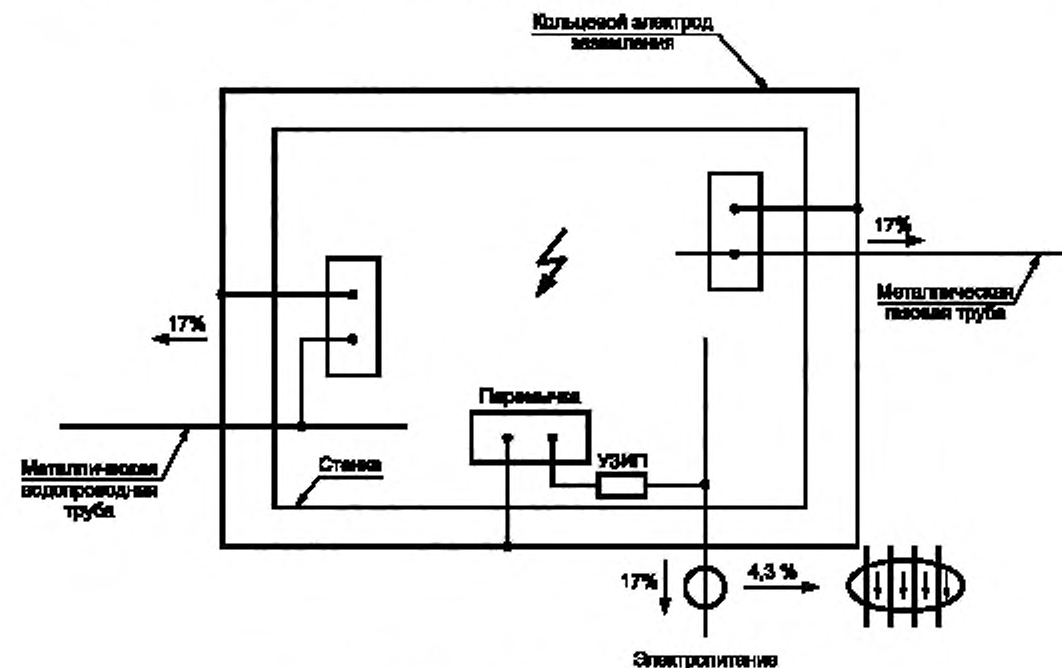 Кольцевой электрод
заземления
17%
Металлическая
газовая труба
17%
Перемычка
УЗИП
Стенка
Металлическая
водопроводная
труба
17%
4,3 %
Электропитание